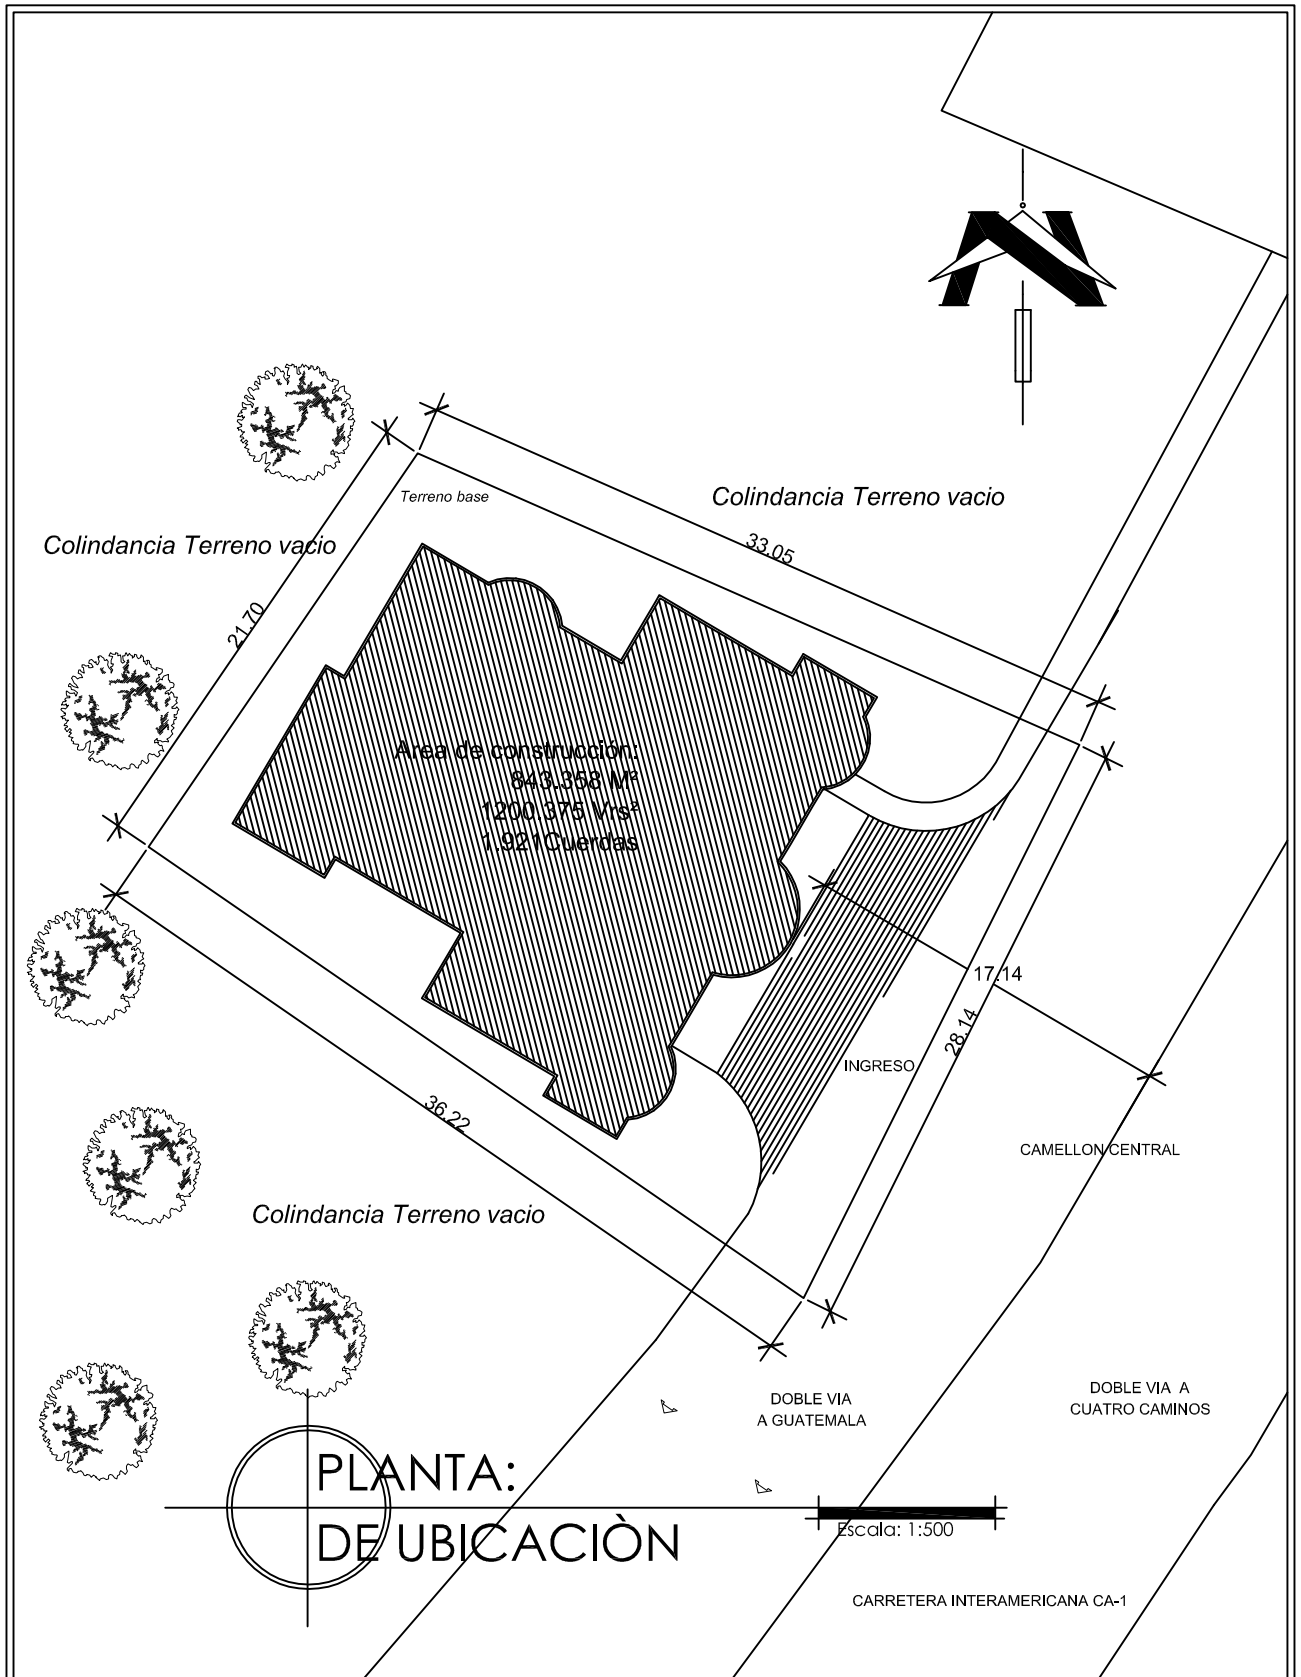 Terreno base
Colindancia Terreno vacio
33.05
Colindancia Terreno vacio
21.70
Area de construcción:
843.358 M²
1200.375 Vrs²
1.921Cuerdas
17.14
28.14
INGRESO
36.22
CAMELLON CENTRAL
Colindancia Terreno vacio
DOBLE VIA
A GUATEMALA
DOBLE VIA A
CUATRO CAMINOS
PLANTA:
DE UBICACIÒN
Escala: 1:500
CARRETERA INTERAMERICANA CA-1